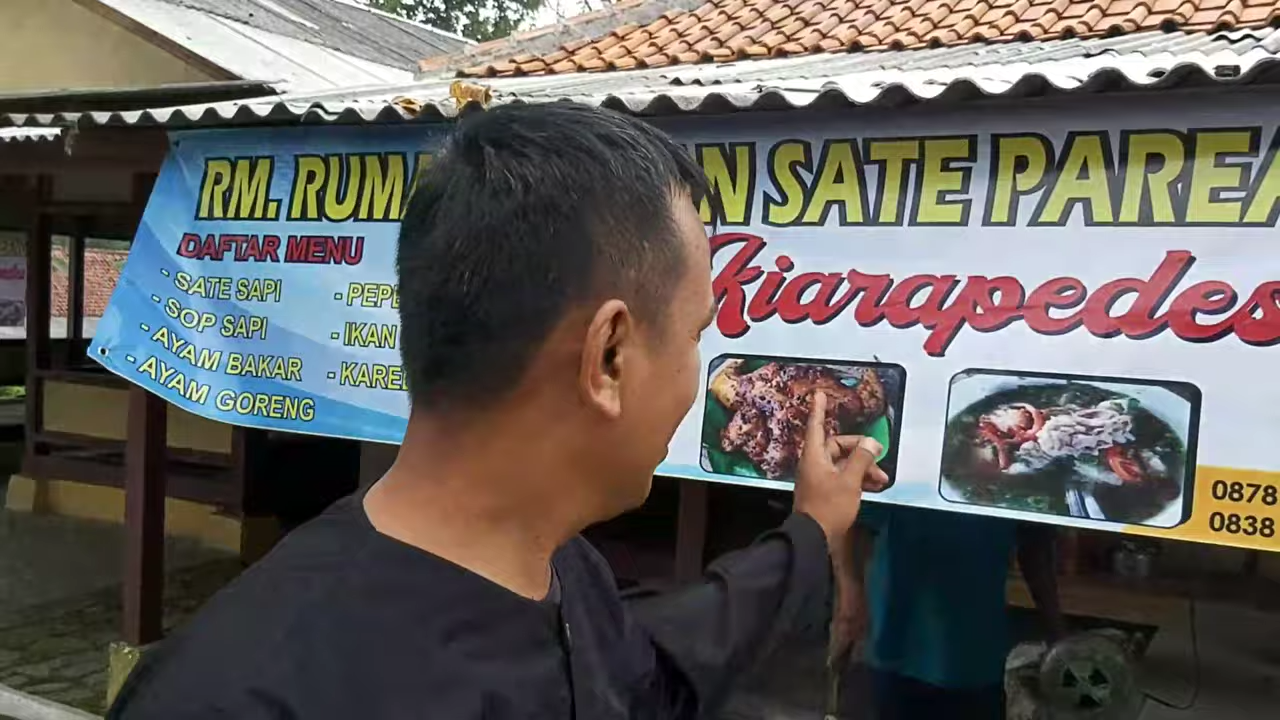 RM. RUMA N SATE PAREA
Kiarapedes
DAFTAR MENU
- SATE SAPI
- SOP SAPI
- AYAM BAKAR
- AYAM GORENG
- PEPE
- IKAN
- KARED
0878
0838